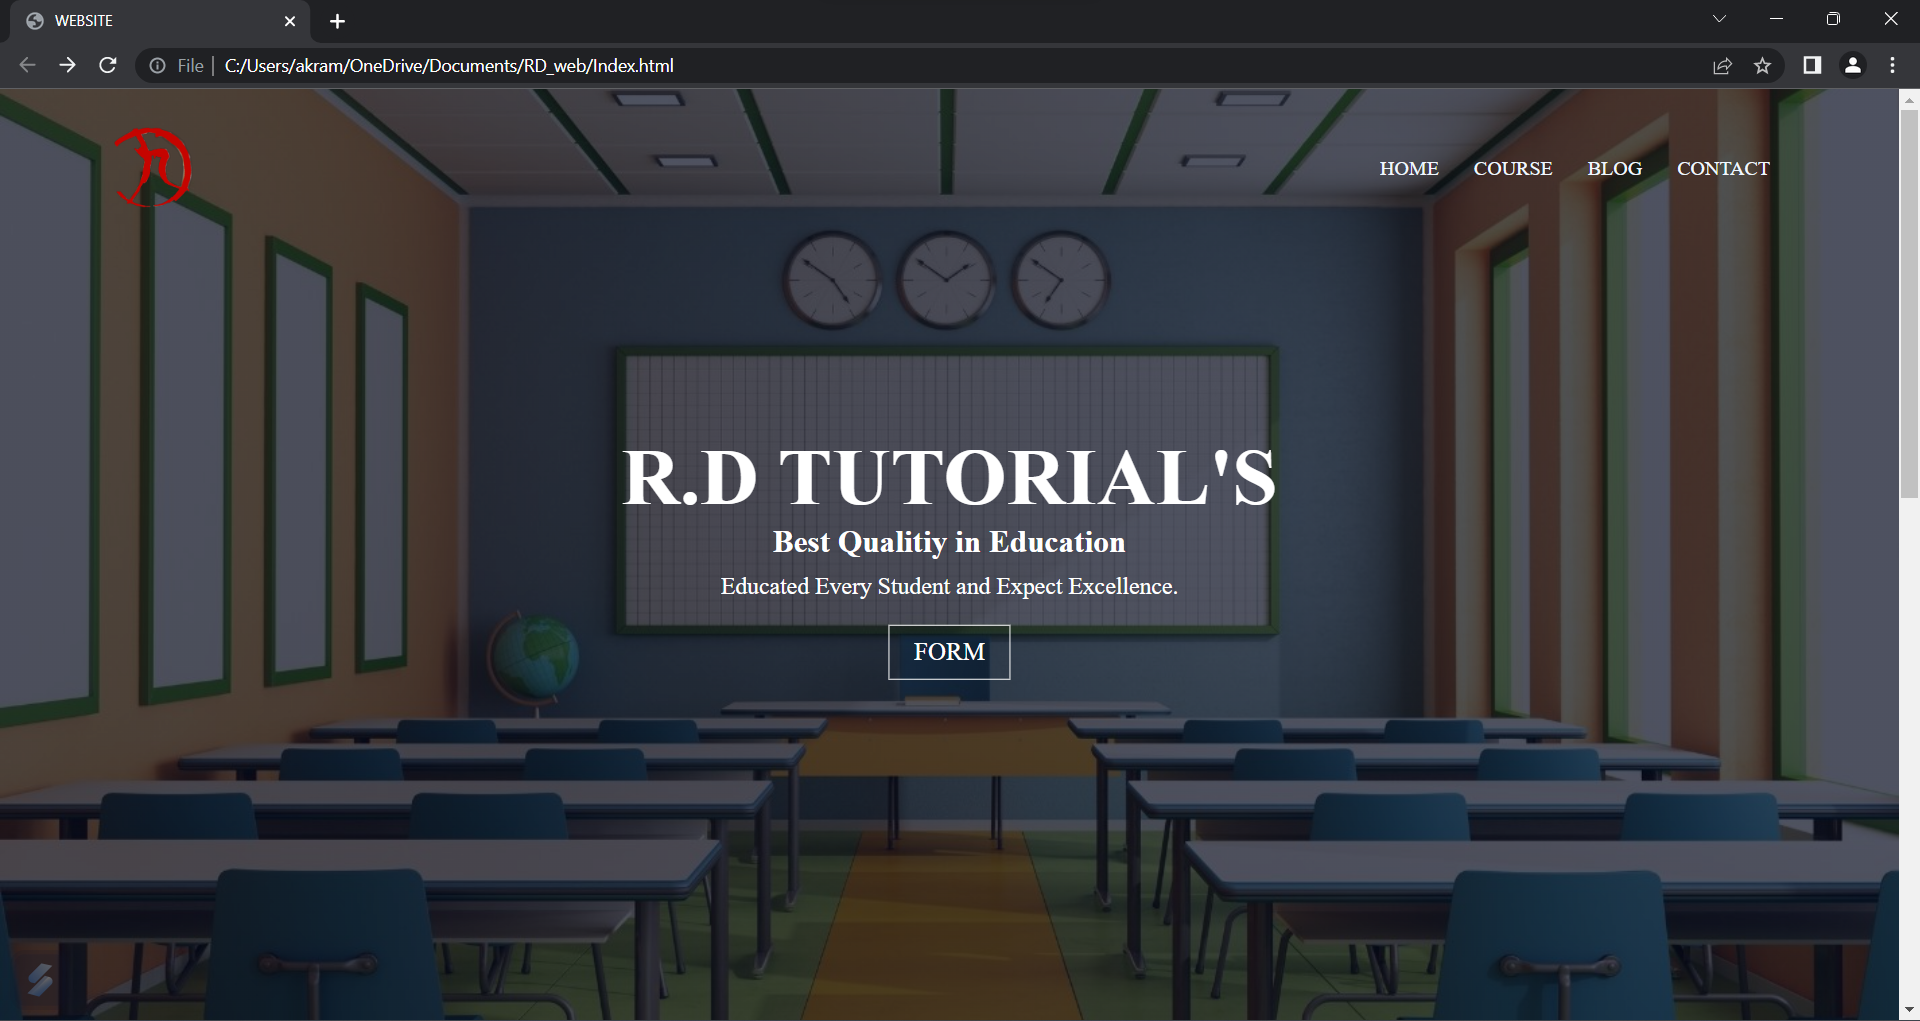 WEBSITE
File | C:/Users/akram/OneDrive/Documents/RD_web/Index.html
HOME COURSE BLOG CONTACT
R.D TUTORIAL'S
Best Qualitiy in Education
Educated Every Student and Expect Excellence.
FORM